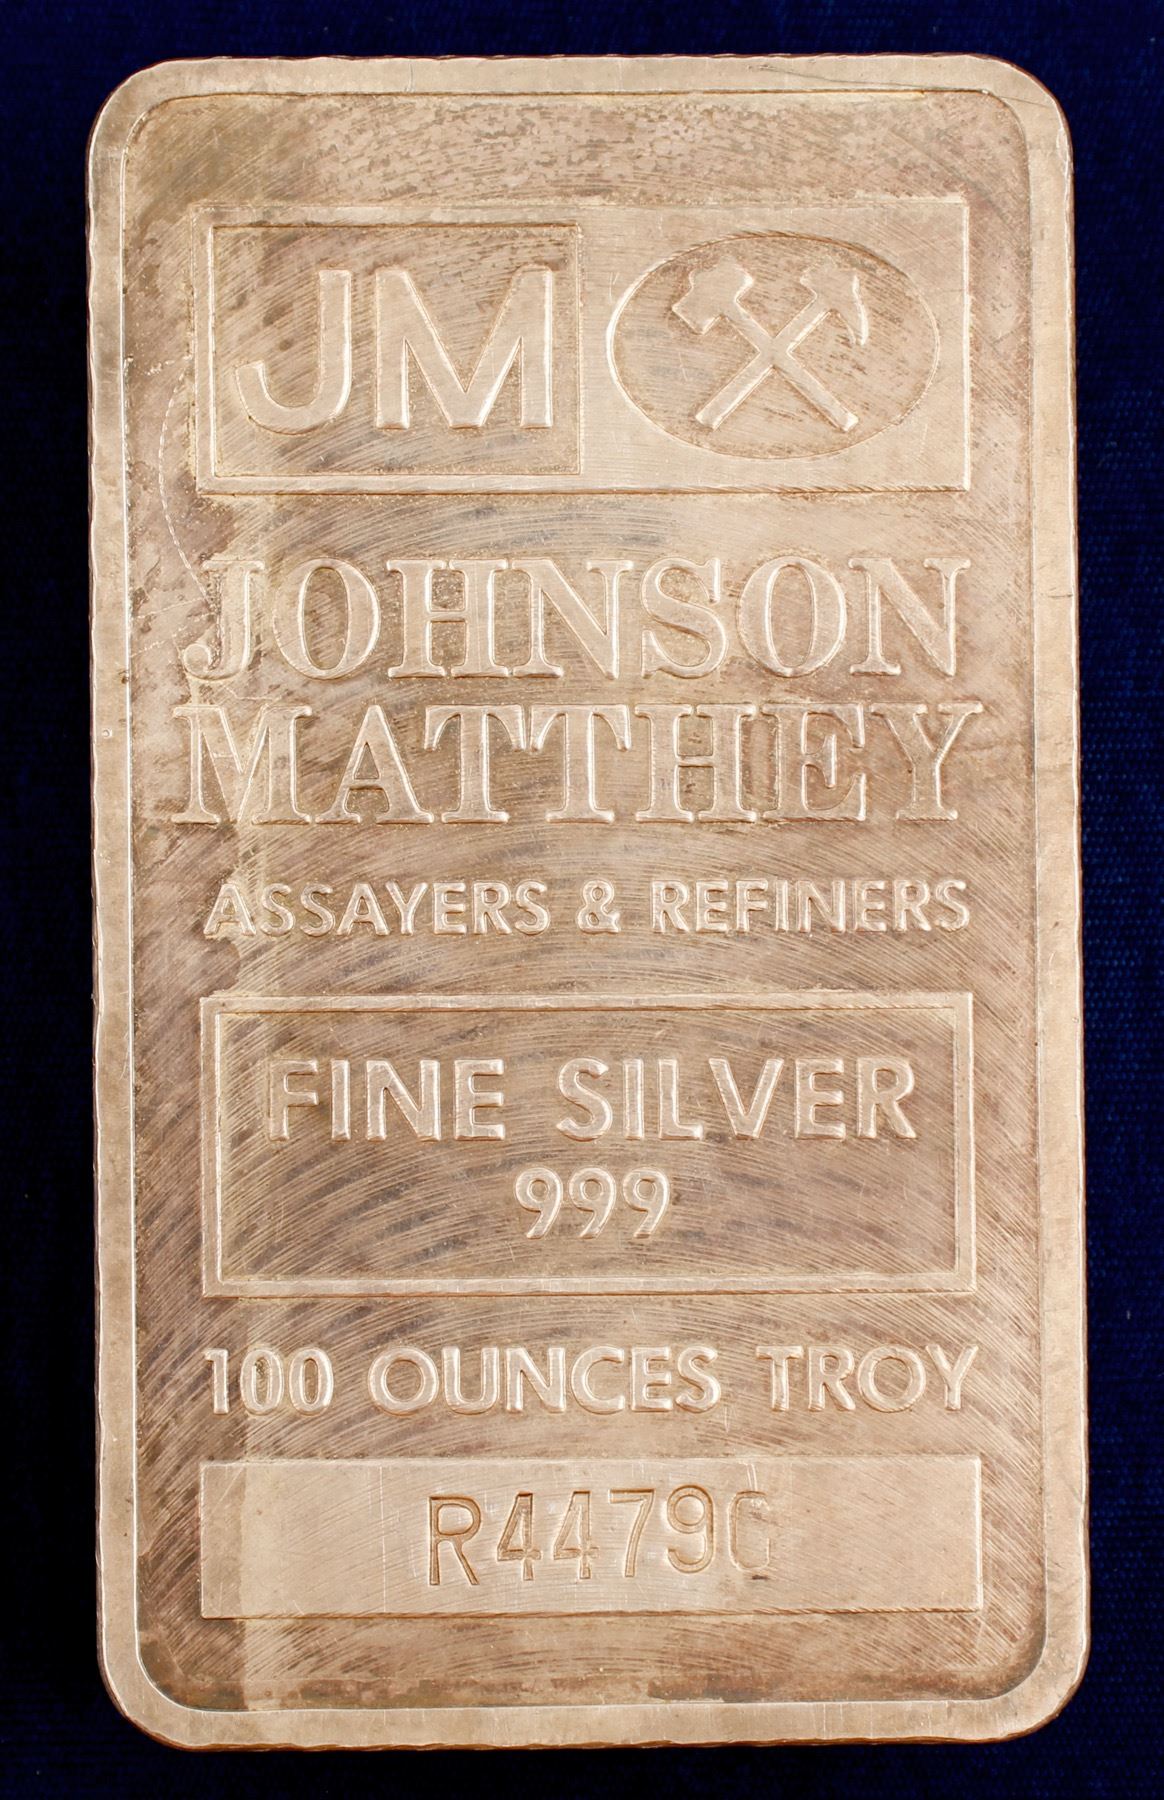 JM
JOHNSON
MATTHEY
ASSAYERS & REFINERS
FINE SILVER
999
100 OUNCES TROY
R44790